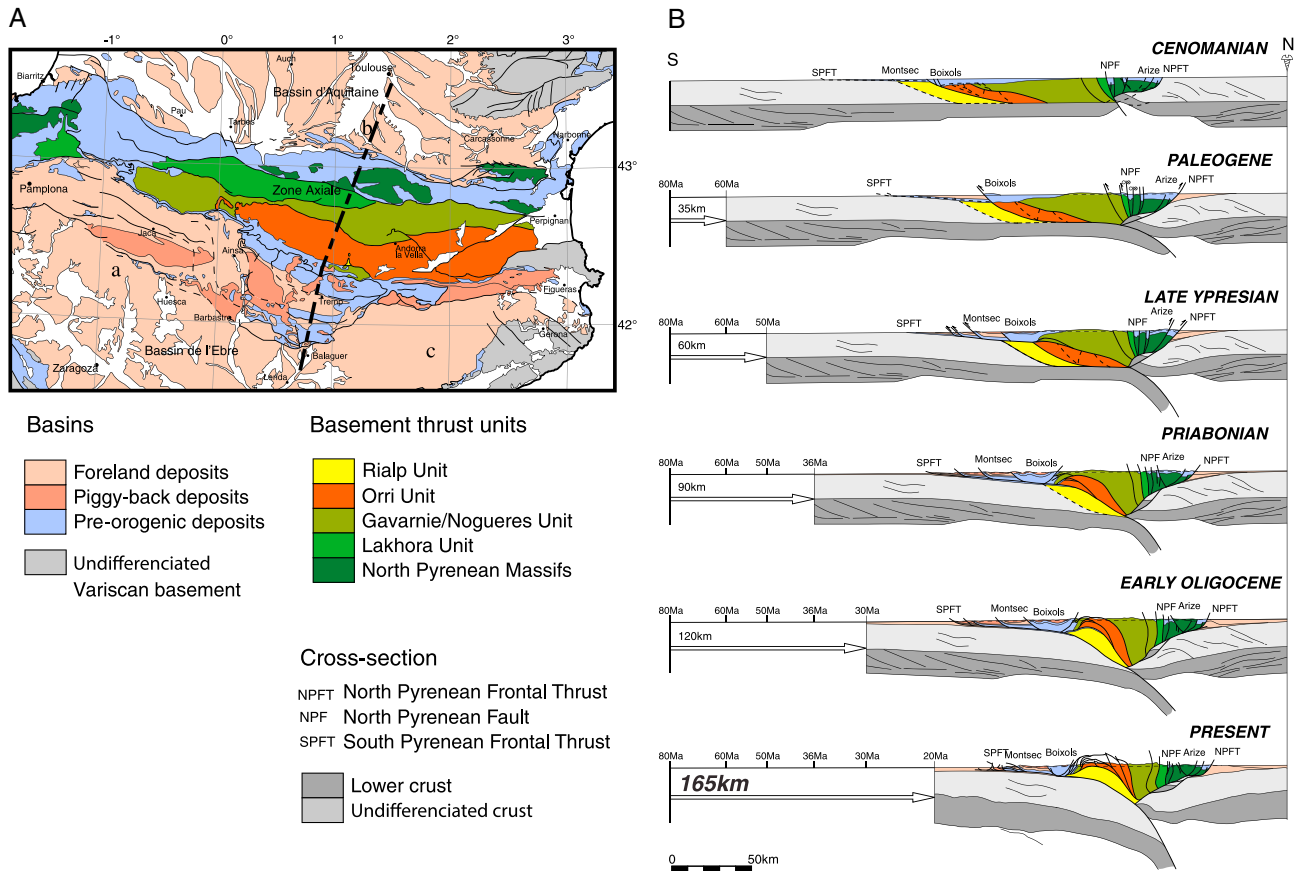 A
-1°
0°
1°
2°
3°
Biarritz
Auch
Toulouse
Bassin d'Aquitaine
Pau
Tarbes
b
Carcassonne
Narbonne
43°
Pamplona
Zone Axiale
Perpignan
Jaca
Ainsa
Andorra
la Vella
a
Huesca
Tremp
Figueras
Barbastro
42°
Gerona
Bassin de l'Ebre
Balaguer
c
Zaragoza
Lerida
Basins
Foreland deposits
Piggy-back deposits
Pre-orogenic deposits
Undifferenciated
Variscan basement
Basement thrust units
Rialp Unit
Orri Unit
Gavarnie/Nogueres Unit
Lakhora Unit
North Pyrenean Massifs
Cross-section
NPFT North Pyrenean Frontal Thrust
NPF North Pyrenean Fault
SPFT South Pyrenean Frontal Thrust
Lower crust
Undifferenciated crust
B
S
N
CENOMANIAN
SPFT Montsec Boixols NPF Arize NPFT
PALEOGENE
80Ma 60Ma
35km
SPFT Boixols NPF Arize NPFT
LATE YPRESIAN
80Ma 60Ma 50Ma
60km
SPFT Montsec Boixols NPF Arize NPFT
PRIABONIAN
80Ma 60Ma 50Ma 36Ma
90km
SPFT Montsec Boixols NPF Arize NPFT
EARLY OLIGOCENE
80Ma 60Ma 50Ma 36Ma 30Ma
120km
SPFT Montsec Boixols NPF Arize NPFT
PRESENT
80Ma 60Ma 50Ma 36Ma 30Ma 20Ma
165km
SPFT Montsec Boixols NPF Arize NPFT
0 50km